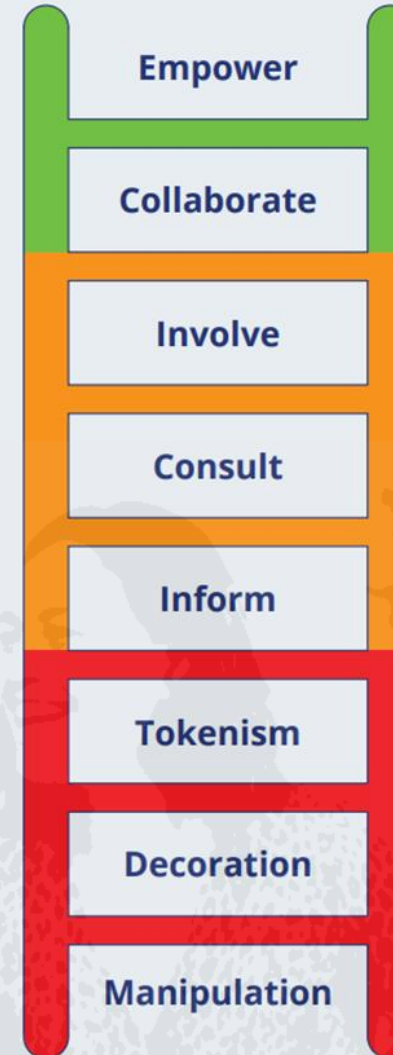 Empower
Collaborate
Involve
Consult
Inform
Tokenism
Decoration
Manipulation